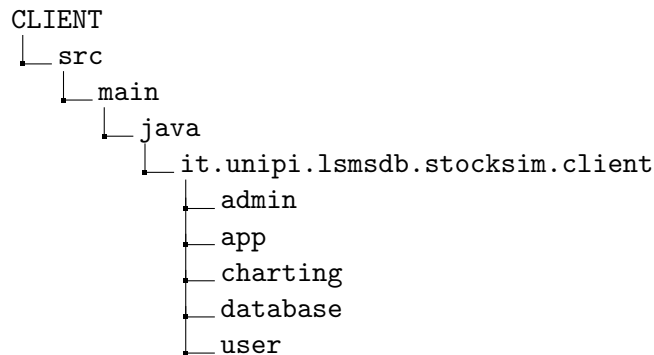 CLIENT
src
main
java
it.unipi.lsmsdb.stocksim.client
admin
app
charting
database
user